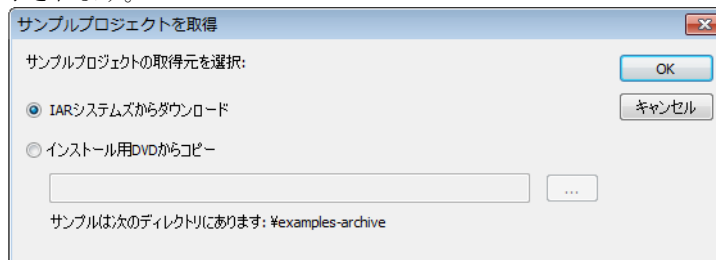 サンプルプロジェクトを取得
サンプルプロジェクトの取得元を選択:
OK
IARシステムズからダウンロード
キャンセル
インストール用DVDからコピー
...
サンプルは次のディレクトリにあります: ¥examples-archive